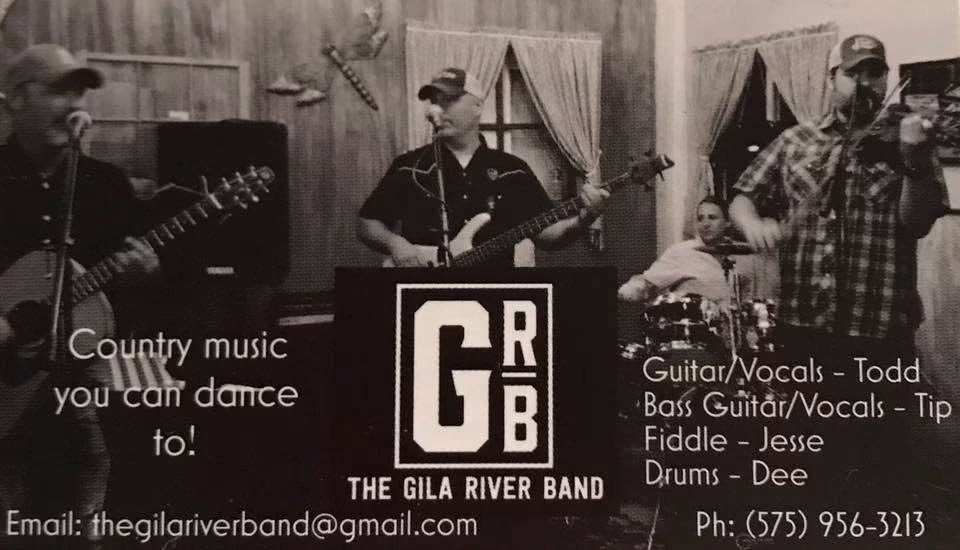 Country music
you can dance
to!
G R B
THE GILA RIVER BAND
Guitar/Vocals - Todd
Bass Guitar/Vocals - Tip
Fiddle - Jesse
Drums - Dee
Email: thegilariverband@gmail.com
Ph: (575) 956-3213